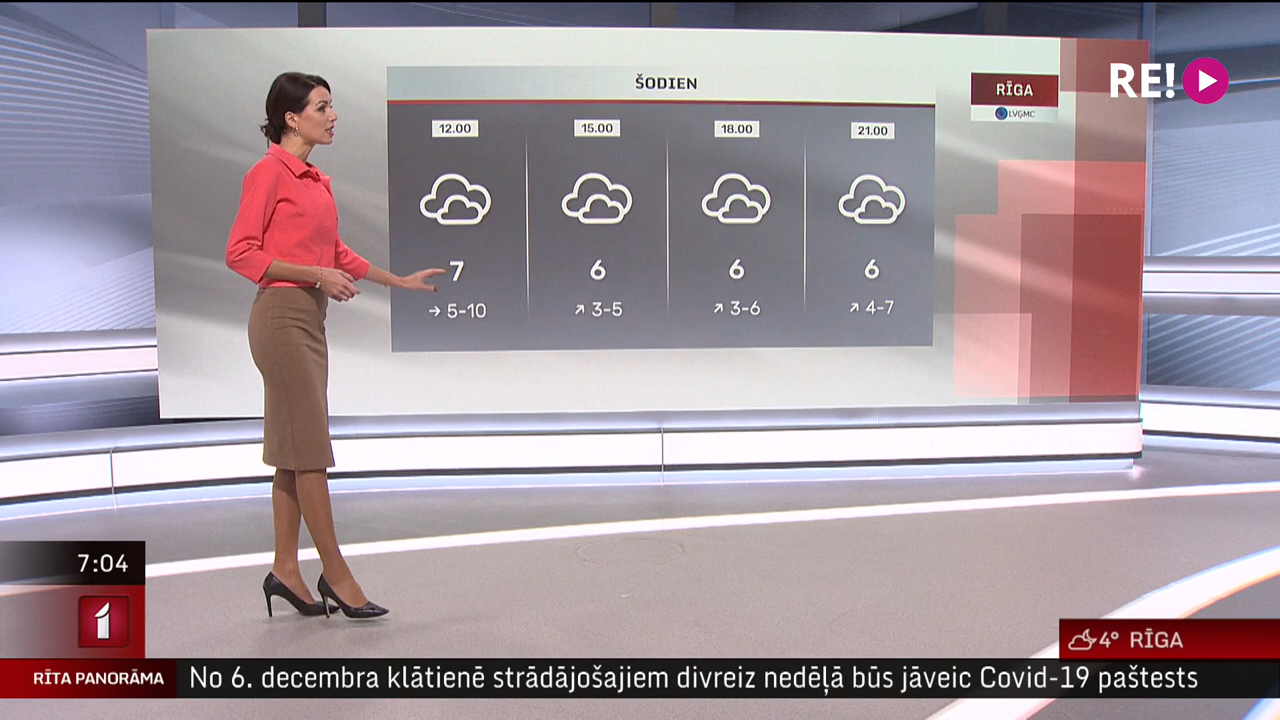 ŠODIEN
RĪGA
LVĢMC
RE!
12.00
15.00
18.00
21.00
7
6
6
6
→ 5-10
↗ 3-5
↗ 3-6
↗ 4-7
7:04
1
4° RĪGA
RĪTA PANORĀMA
No 6. decembra klātienē strādājošajiem divreiz nedēļā būs jāveic Covid-19 paštests